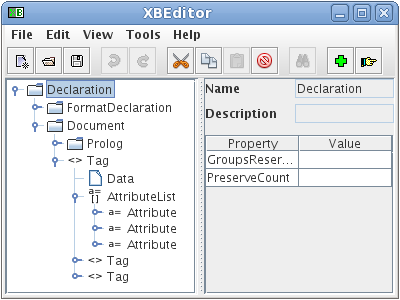 XBEditor
File Edit View Tools Help
Declaration
FormatDeclaration
Document
Prolog
<> Tag
Data
a=
[] AttributeList
a= Attribute
a= Attribute
a= Attribute
<> Tag
<> Tag
Name Declaration
Description
Property Value
GroupsReser...
PreserveCount